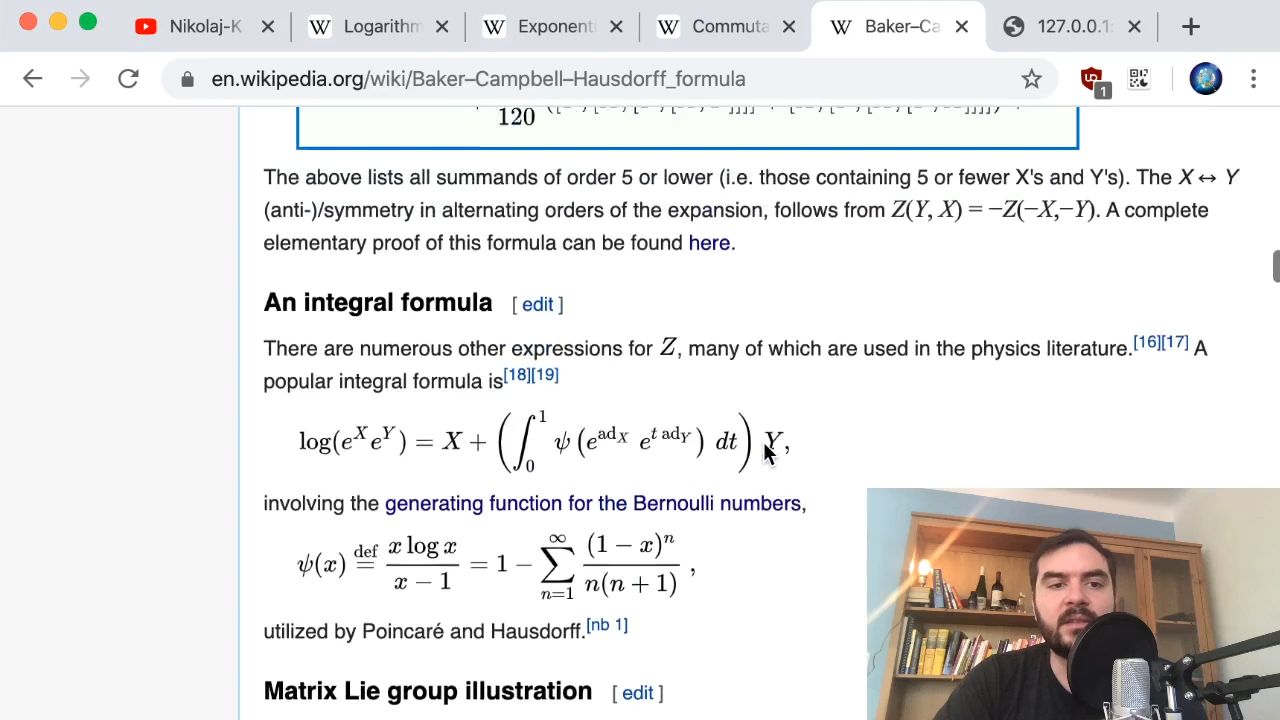 Nikolaj-K
Logarithm
Exponenti
Commuta
Baker–Ca
127.0.0.1:
en.wikipedia.org/wiki/Baker–Campbell–Hausdorff_formula
1
120
The above lists all summands of order 5 or lower (i.e. those containing 5 or fewer X's and Y's). The X ↔ Y
(anti-)/symmetry in alternating orders of the expansion, follows from Z(Y, X) = −Z(−X,−Y). A complete
elementary proof of this formula can be found here.
An integral formula [ edit ]
There are numerous other expressions for Z, many of which are used in the physics literature.[16][17] A
popular integral formula is[18][19]
log(e^X e^Y) = X + (∫_0^1 ψ (e^{ad_X} e^{t ad_Y}) dt) Y,
involving the generating function for the Bernoulli numbers,
ψ(x) def= (x log x)/(x − 1) = 1 − ∑_{n=1}^∞ (1 − x)^n/(n(n + 1)) ,
utilized by Poincaré and Hausdorff.[nb 1]
Matrix Lie group illustration [ edit ]